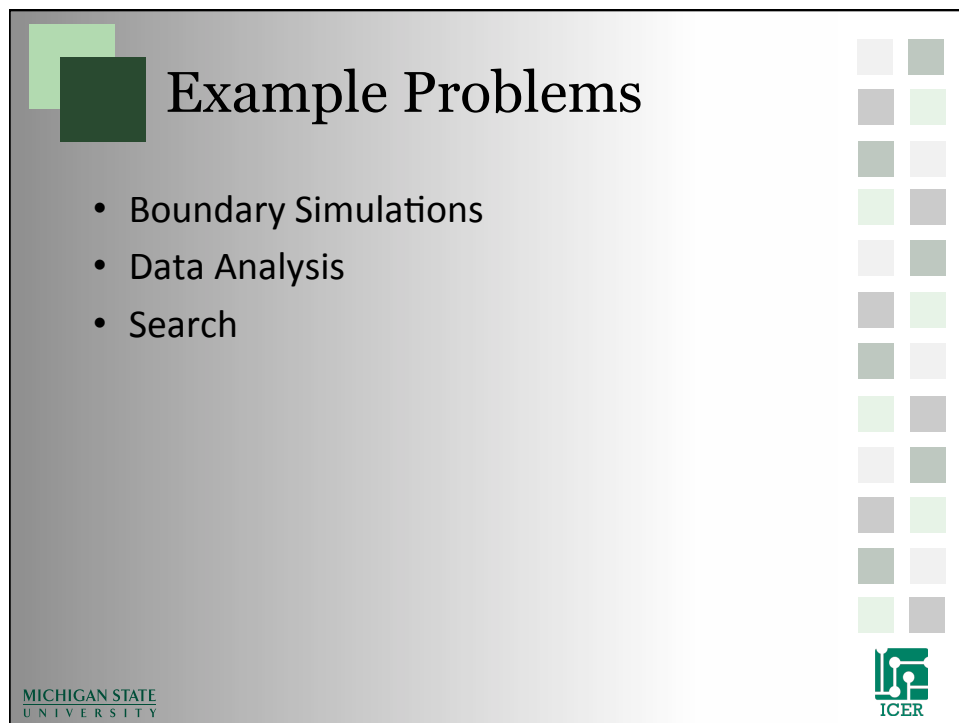 Example Problems
• Boundary Simulations
• Data Analysis
• Search
MICHIGAN STATE
UNIVERSITY
ICER